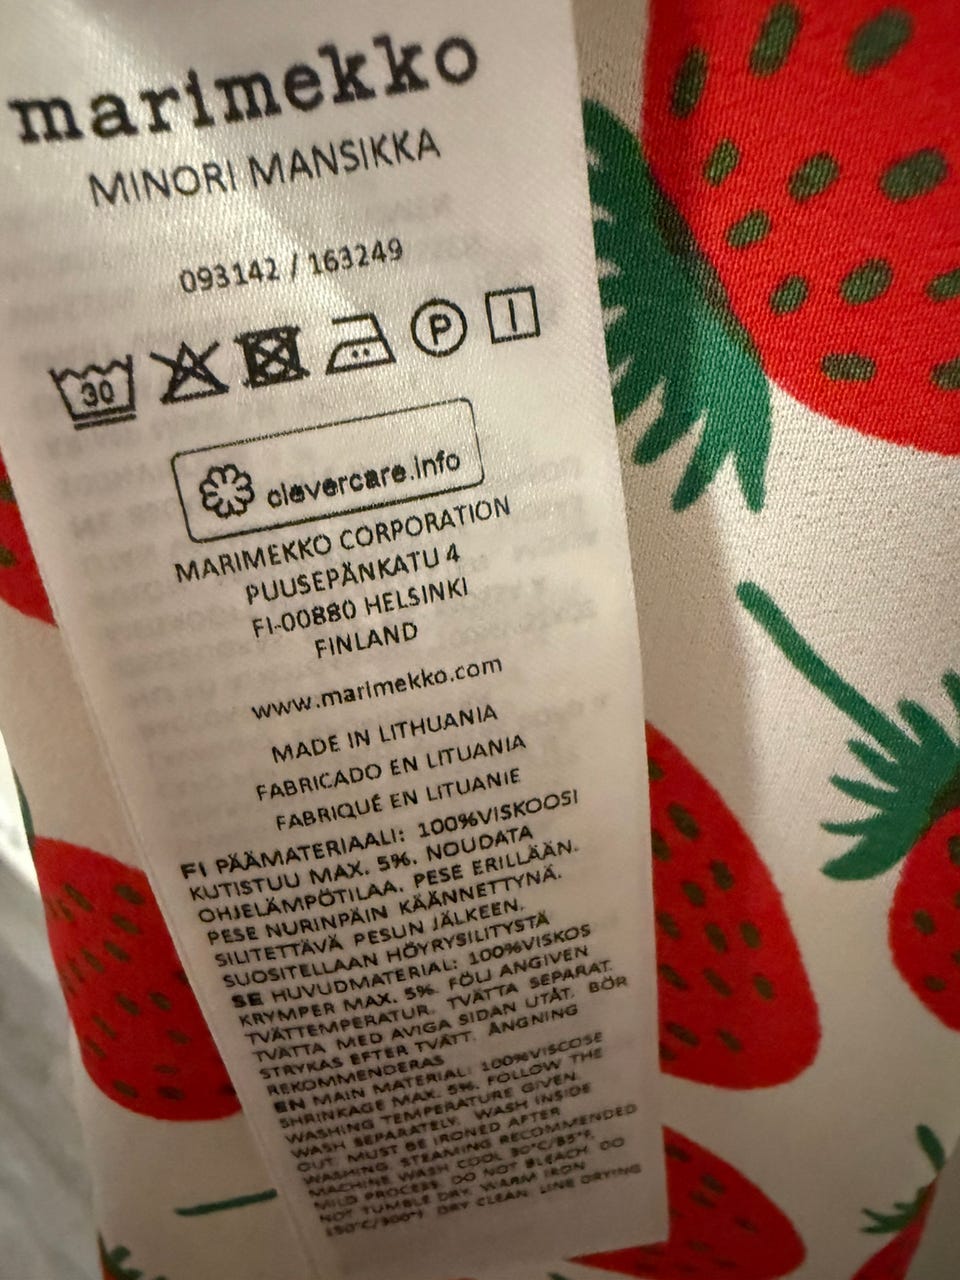 marimekko
MINORI MANSIKKA
093142 / 163249
30
P
clevercare.info
MARIMEKKO CORPORATION
PUUSEPÄNKATU 4
FI-00880 HELSINKI
FINLAND
www.marimekko.com
MADE IN LITHUANIA
FABRICADO EN LITUANIA
FABRIQUÉ EN LITUANIE
FI PÄÄMATERIAALI: 100%VISKOOSI
KUTISTUU MAX. 5%. NOUDATA
OHJELÄMPÖTILAA. PESE ERILLÄÄN.
PESE NURINPÄIN KÄÄNNETTYNÄ.
SILITETTÄVÄ PESUN JÄLKEEN.
SUOSITELLAAN HÖYRYSILITYSTÄ
SE HUVUDMATERIAL: 100%VISKOS
KRYMPER MAX. 5%. FÖLJ ANGIVEN
TVÄTTEMPERATUR. TVÄTTA SEPARAT.
TVÄTTA MED AVIGA SIDAN UTÅT. BÖR
STRYKAS EFTER TVÄTT. ÅNGNING
REKOMMENDERAS
EN MAIN MATERIAL: 100%VISCOSE
SHRINKAGE MAX. 5%. FOLLOW THE
WASHING TEMPERATURE GIVEN.
WASH SEPARATELY. WASH INSIDE
OUT. MUST BE IRONED AFTER
WASHING. STEAMING RECOMMENDED
MACHINE WASH COOL 30°C/85°F.
MILD PROCESS. DO NOT BLEACH. DO
NOT TUMBLE DRY. WARM IRON
150°C/300°F. DRY CLEAN. LINE DRYING